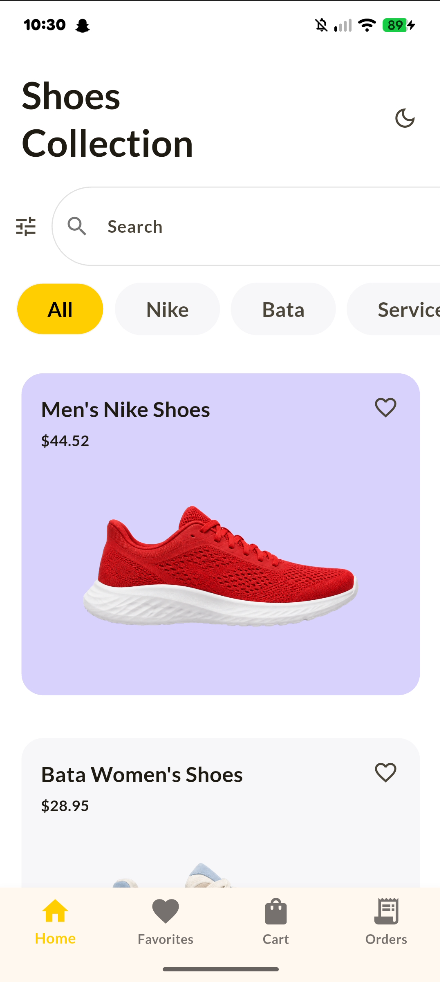 10:30
89
Shoes
Collection
Search
All Nike Bata Service
Men's Nike Shoes
$44.52
Bata Women's Shoes
$28.95
Home Favorites Cart Orders